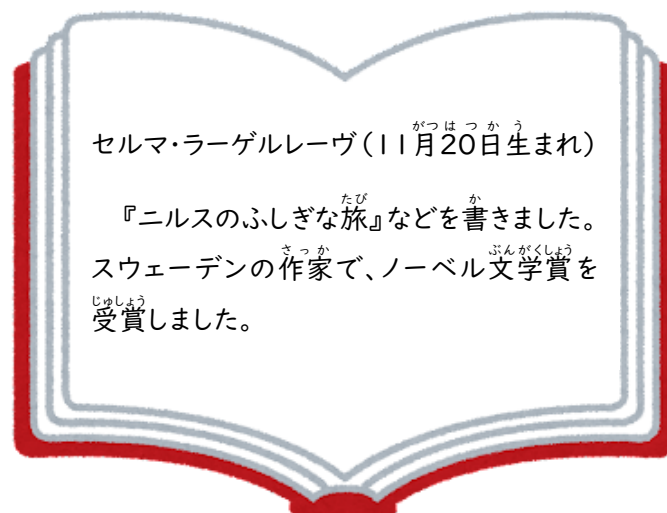 セルマ・ラーゲルレーヴ(11月20日生まれ)
『ニルスのふしぎな旅』などを書きました。
スウェーデンの作家で、ノーベル文学賞を
受賞しました。